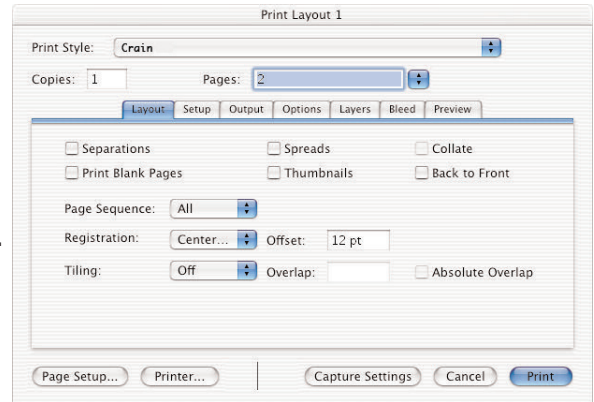 Print Layout 1
Print Style: Crain
Copies: 1 Pages: 2
Layout Setup Output Options Layers Bleed Preview
Separations Spreads Collate
Print Blank Pages Thumbnails Back to Front
Page Sequence: All
Registration: Center... Offset: 12 pt
Tiling: Off Overlap: Absolute Overlap
Page Setup... Printer... Capture Settings Cancel Print